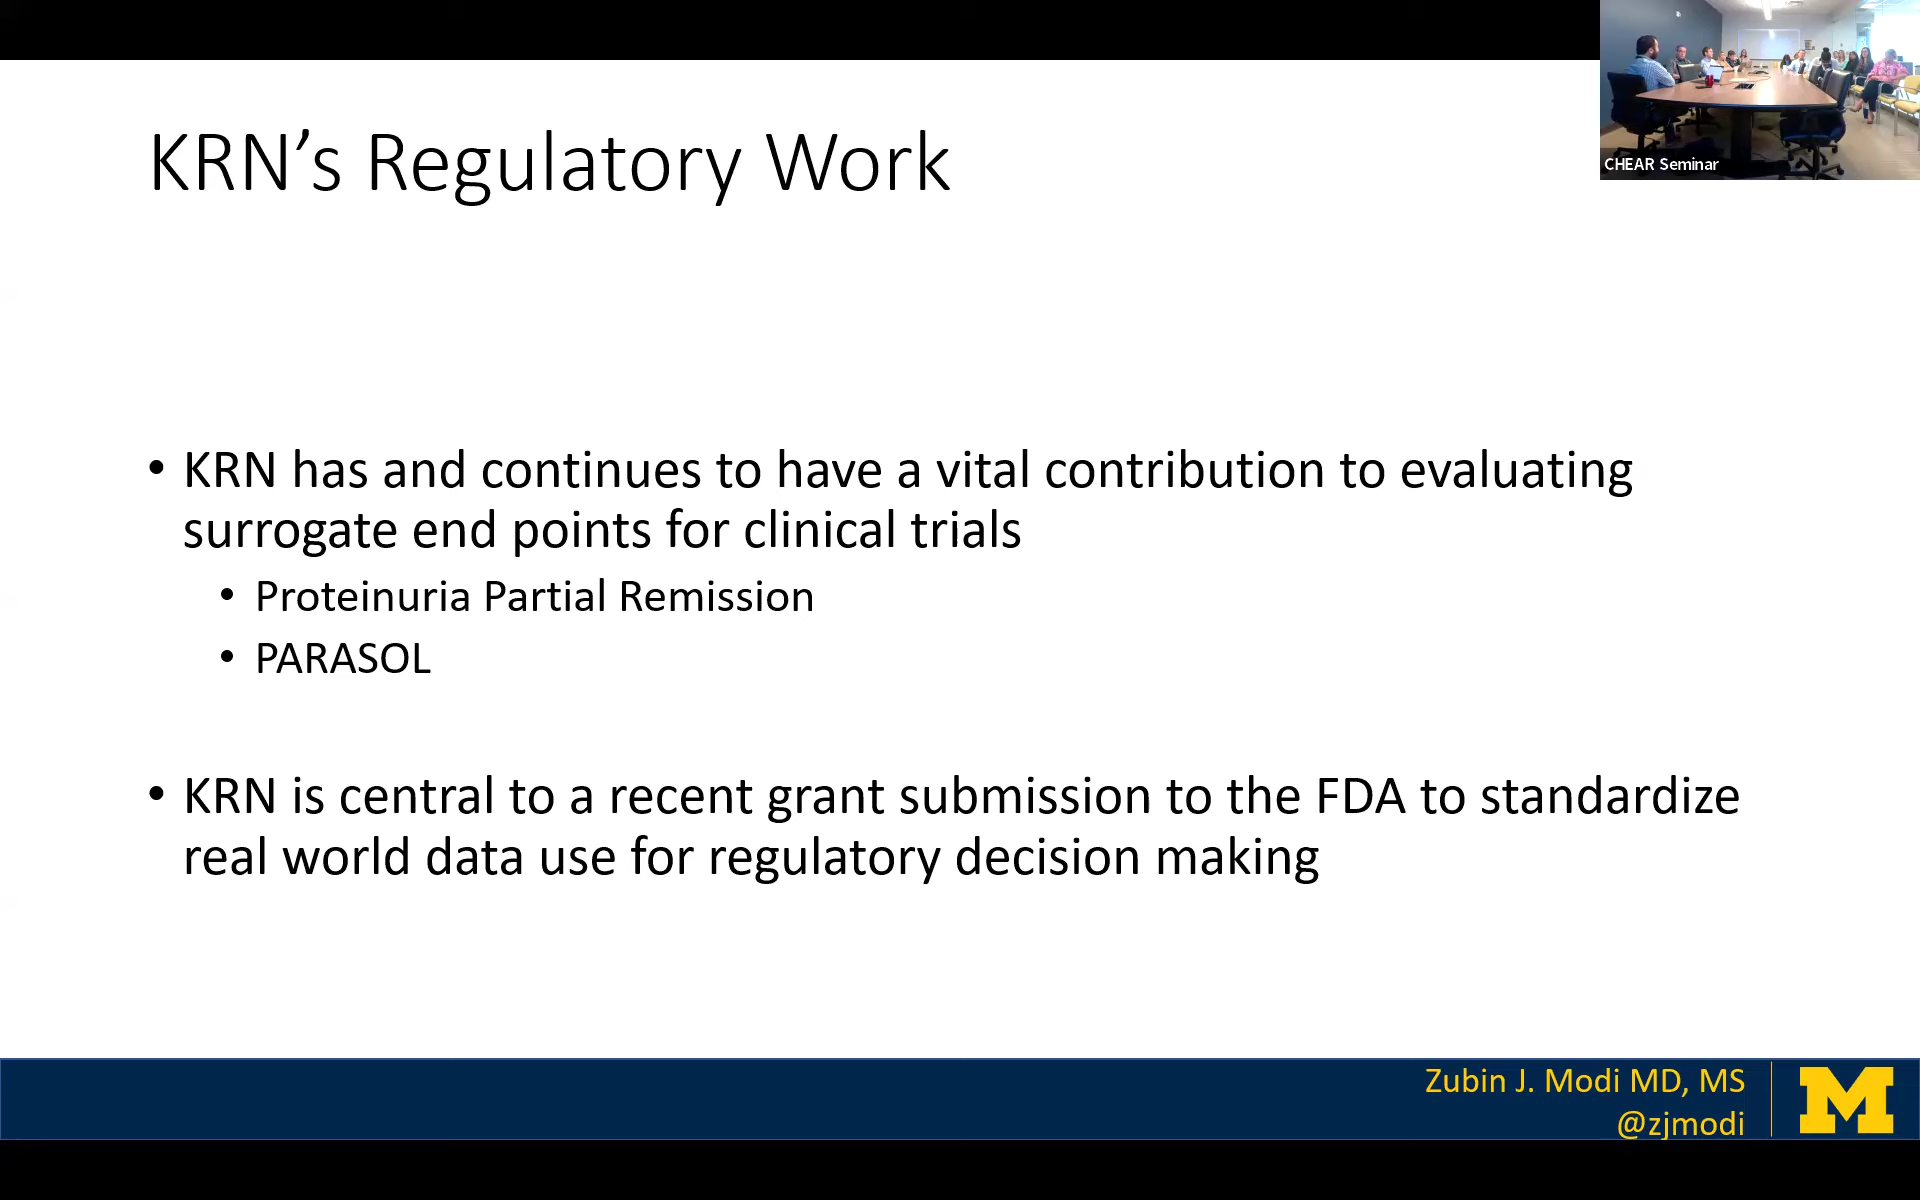 CHEAR Seminar
KRN’s Regulatory Work
• KRN has and continues to have a vital contribution to evaluating
surrogate end points for clinical trials
• Proteinuria Partial Remission
• PARASOL
• KRN is central to a recent grant submission to the FDA to standardize
real world data use for regulatory decision making
Zubin J. Modi MD, MS
@zjmodi
M